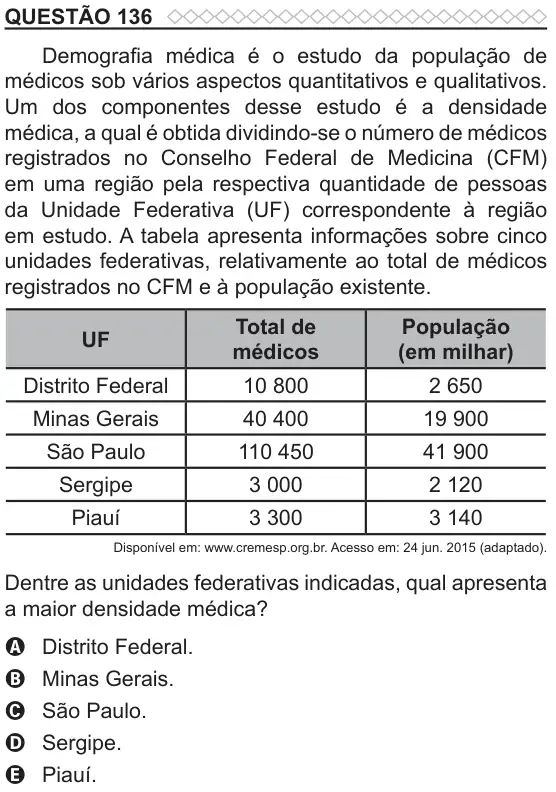 QUESTÃO 136
Demografia médica é o estudo da população de
médicos sob vários aspectos quantitativos e qualitativos.
Um dos componentes desse estudo é a densidade
médica, a qual é obtida dividindo-se o número de médicos
registrados no Conselho Federal de Medicina (CFM)
em uma região pela respectiva quantidade de pessoas
da Unidade Federativa (UF) correspondente à região
em estudo. A tabela apresenta informações sobre cinco
unidades federativas, relativamente ao total de médicos
registrados no CFM e à população existente.
UF Total de médicos População (em milhar)
Distrito Federal 10 800 2 650
Minas Gerais 40 400 19 900
São Paulo 110 450 41 900
Sergipe 3 000 2 120
Piauí 3 300 3 140
Disponível em: www.cremesp.org.br. Acesso em: 24 jun. 2015 (adaptado).
Dentre as unidades federativas indicadas, qual apresenta
a maior densidade médica?
A Distrito Federal.
B Minas Gerais.
C São Paulo.
D Sergipe.
E Piauí.